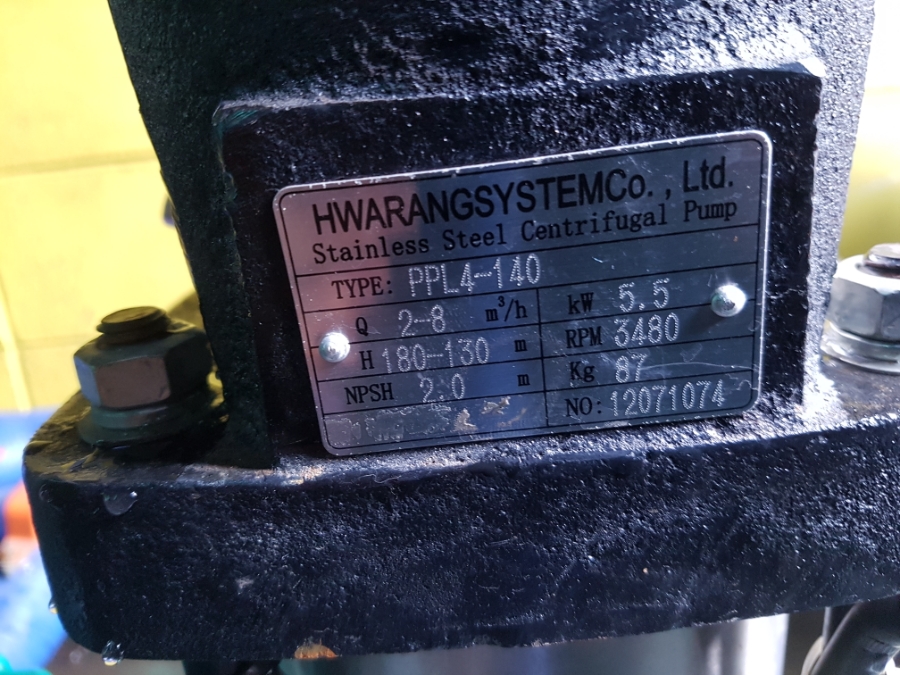 HWARANGSYSTEMCo., Ltd.
Stainless Steel Centrifugal Pump
TYPE: PPL4-140
Q 2-8 m³/h kW 5.5
H 180-130 m RPM 3480
NPSH 2.0 m Kg 87
NO: 12071074